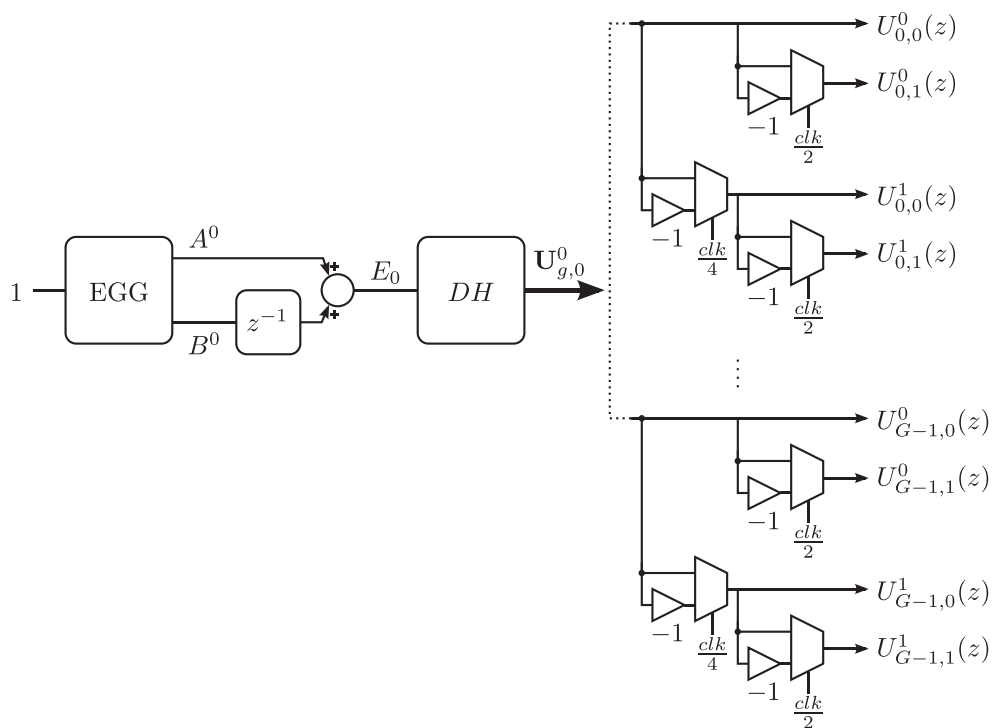 1
EGG
A^0
B^0
z^{-1}
+
+
E_0
DH
U^0_{g,0}
U^0_{0,0}(z)
-1
clk/2
U^0_{0,1}(z)
-1
clk/4
U^1_{0,0}(z)
-1
clk/2
U^1_{0,1}(z)
U^0_{G-1,0}(z)
-1
clk/2
U^0_{G-1,1}(z)
-1
clk/4
U^1_{G-1,0}(z)
-1
clk/2
U^1_{G-1,1}(z)